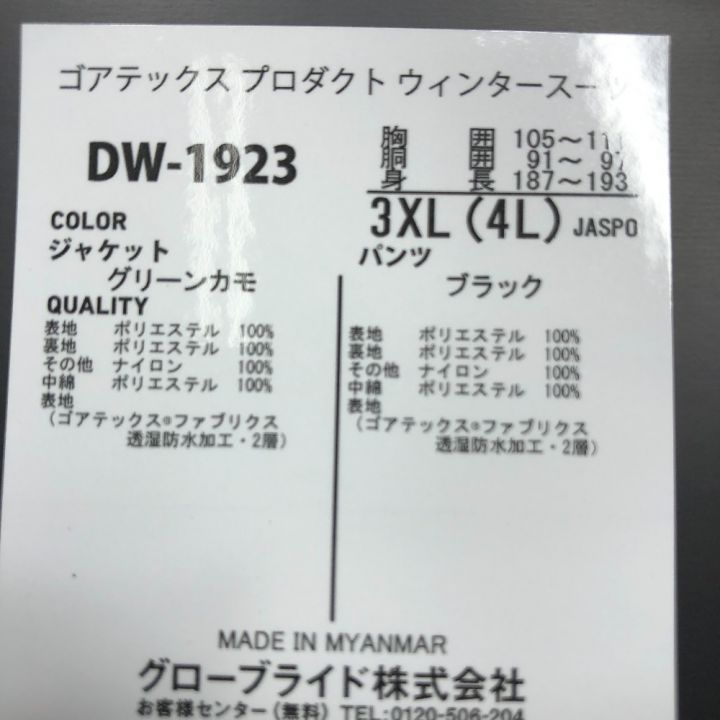 ゴアテックス プロダクト ウィンタースーツ
DW-1923
胸 囲 105〜111
胴 囲 91〜 97
身 長 187〜193
3XL(4L) JASPO
COLOR
ジャケット
グリーンカモ
パンツ
ブラック
QUALITY
表地 ポリエステル 100%
裏地 ポリエステル 100%
その他 ナイロン 100%
中綿 ポリエステル 100%
表地
(ゴアテックス®ファブリクス
透湿防水加工・2層)
表地 ポリエステル 100%
裏地 ポリエステル 100%
その他 ナイロン 100%
中綿 ポリエステル 100%
表地
(ゴアテックス®ファブリクス
透湿防水加工・2層)
MADE IN MYANMAR
グローブライド株式会社
お客様センター(無料) TEL:0120-506-204